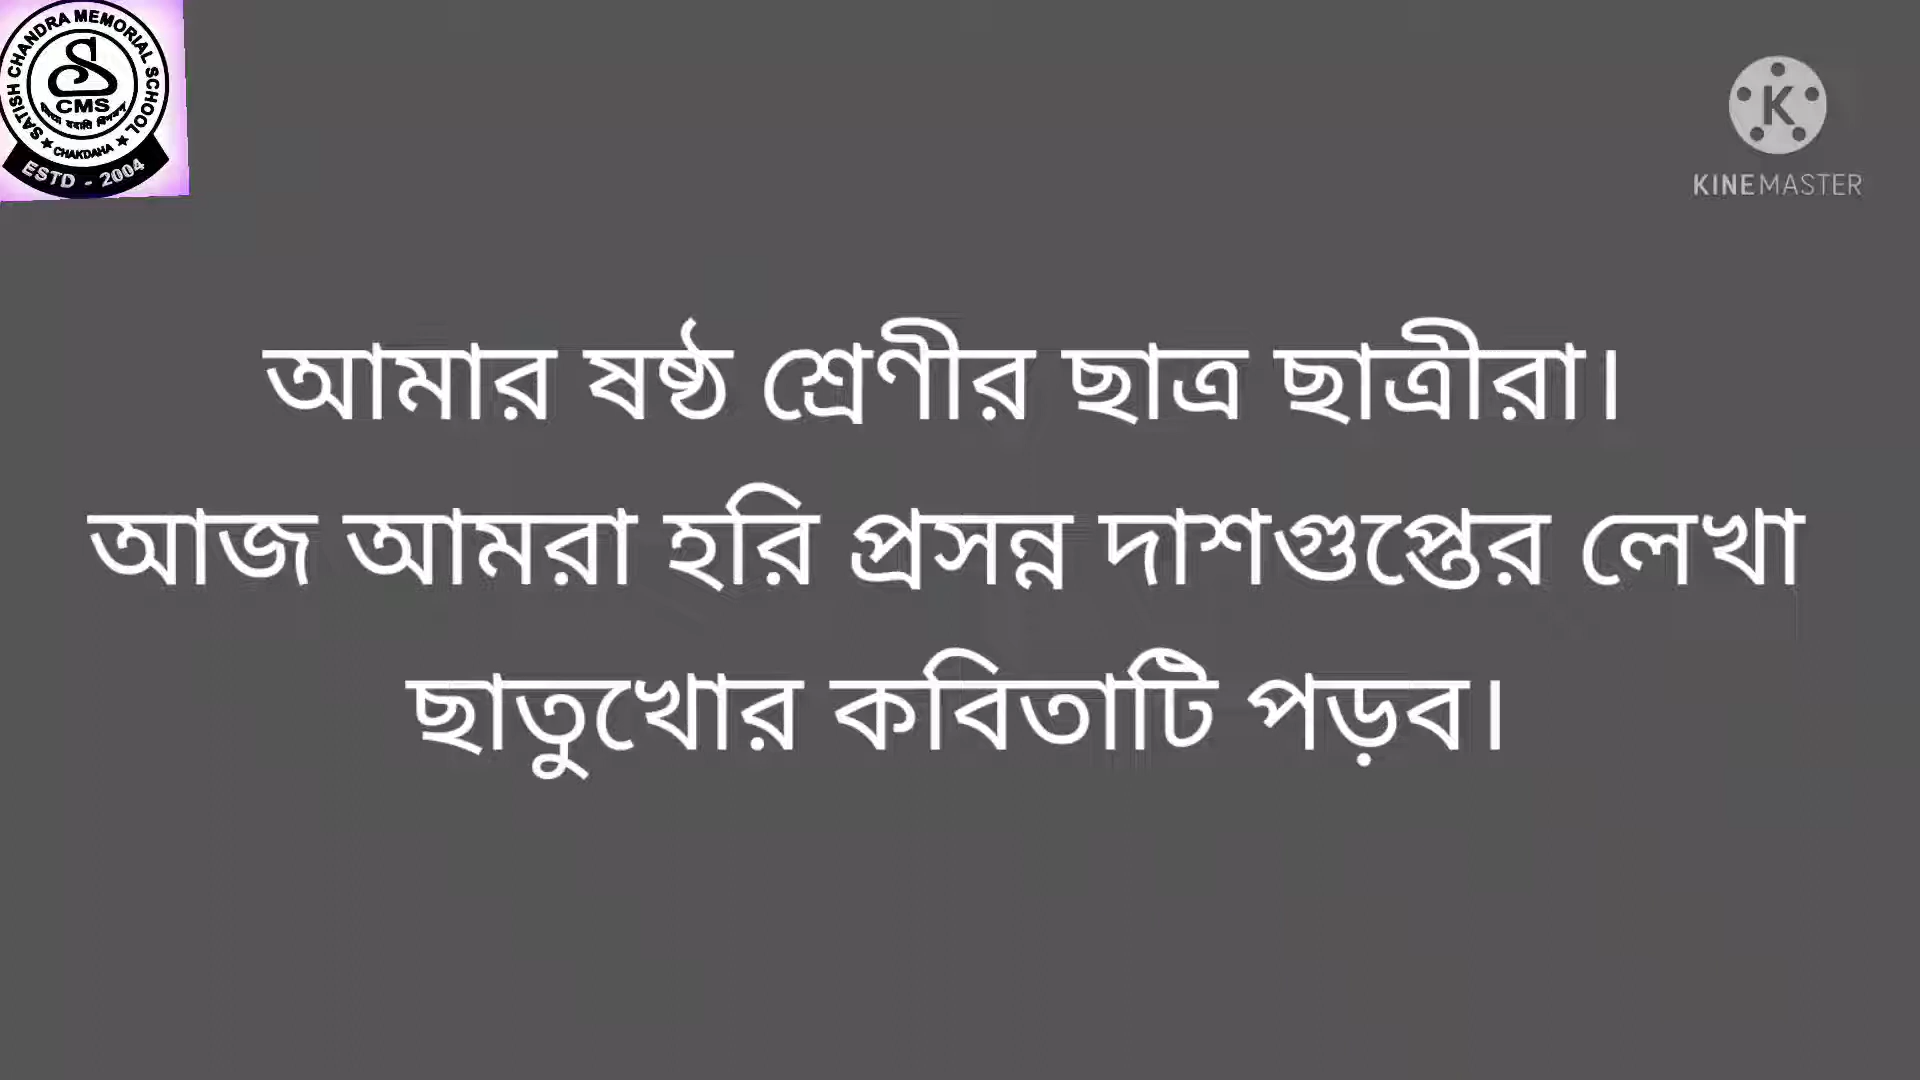 SATISH CHANDRA MEMORIAL SCHOOL
S
CMS
★ CHAKDAHA ★
ESTD - 2004
K
KINEMASTER
আমার ষষ্ঠ শ্রেণীর ছাত্র ছাত্রীরা।
আজ আমরা হরি প্রসন্ন দাশগুপ্তের লেখা
ছাতুখোর কবিতাটি পড়ব।